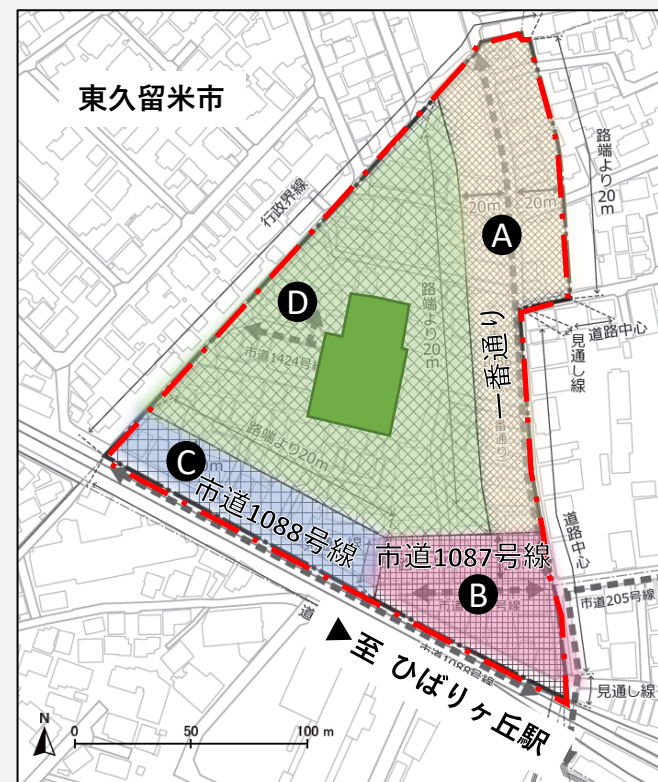 東久留米市
行政界線
路端より20m
20m
20m
A
D
市道1424号線
路端より20m
一番通り
道路中心
見通し線
路端より20m
C
市道1088号線
市道1087号線
B
道路中心
市道205号線
市道1088号線
見通し線
▶至 ひばりヶ丘駅
N
0 50 100 m